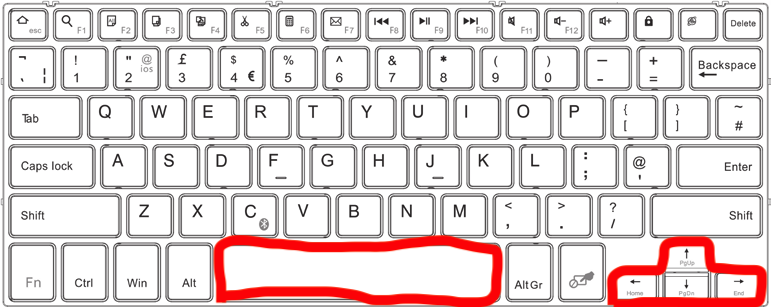 esc F1 F2 F3 F4 F5 F6 F7 F8 F9 F10 F11 F12 Delete
¬ ! " @ £ $ % ^ & * ( ) — +
` ¦ 1 2 ios 3 4 € 5 6 7 8 9 0 - = Backspace
Tab Q W E R T Y U I O P { } ~
[ ] #
Caps lock A S D F G H J K L : @ Enter
; '
Shift Z X C V B N M < > ? Shift
, . /
Fn Ctrl Win Alt Alt Gr PgUp
Home PgDn End